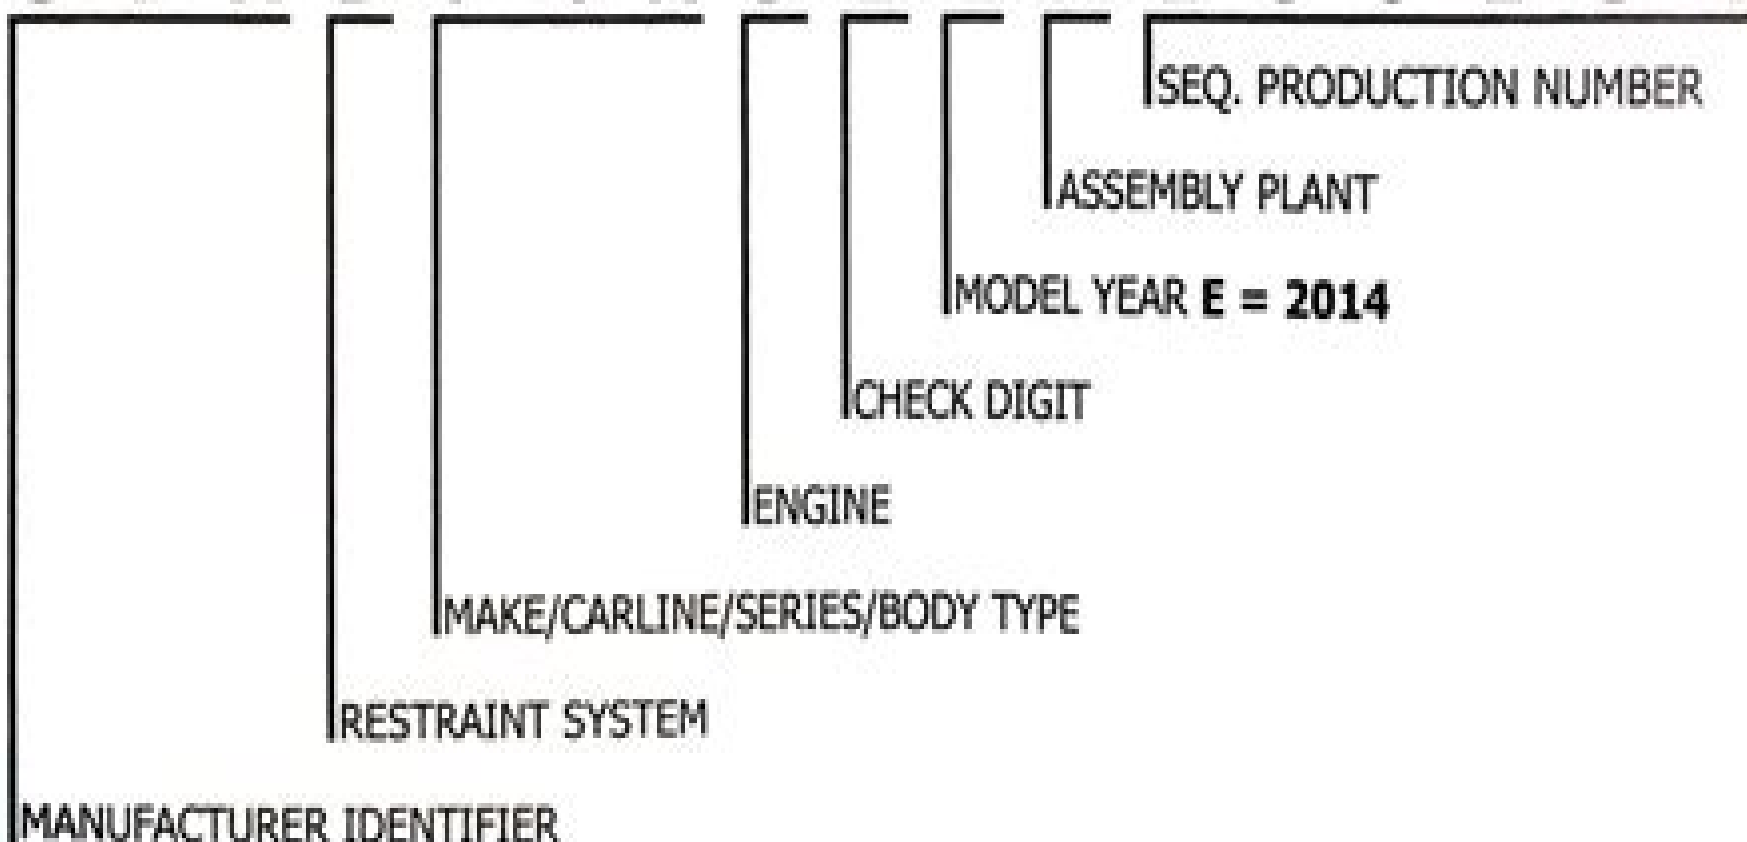 SEQ. PRODUCTION NUMBER
ASSEMBLY PLANT
MODEL YEAR E = 2014
CHECK DIGIT
ENGINE
MAKE/CARLINE/SERIES/BODY TYPE
RESTRAINT SYSTEM
MANUFACTURER IDENTIFIER